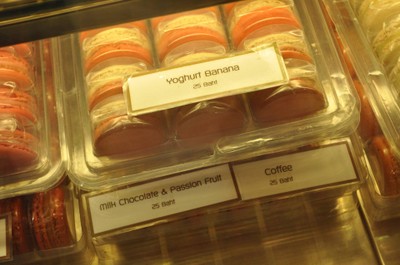 Yoghurt Banana
25 Baht
Milk Chocolate & Passion Fruit
25 Baht
Coffee
25 Baht